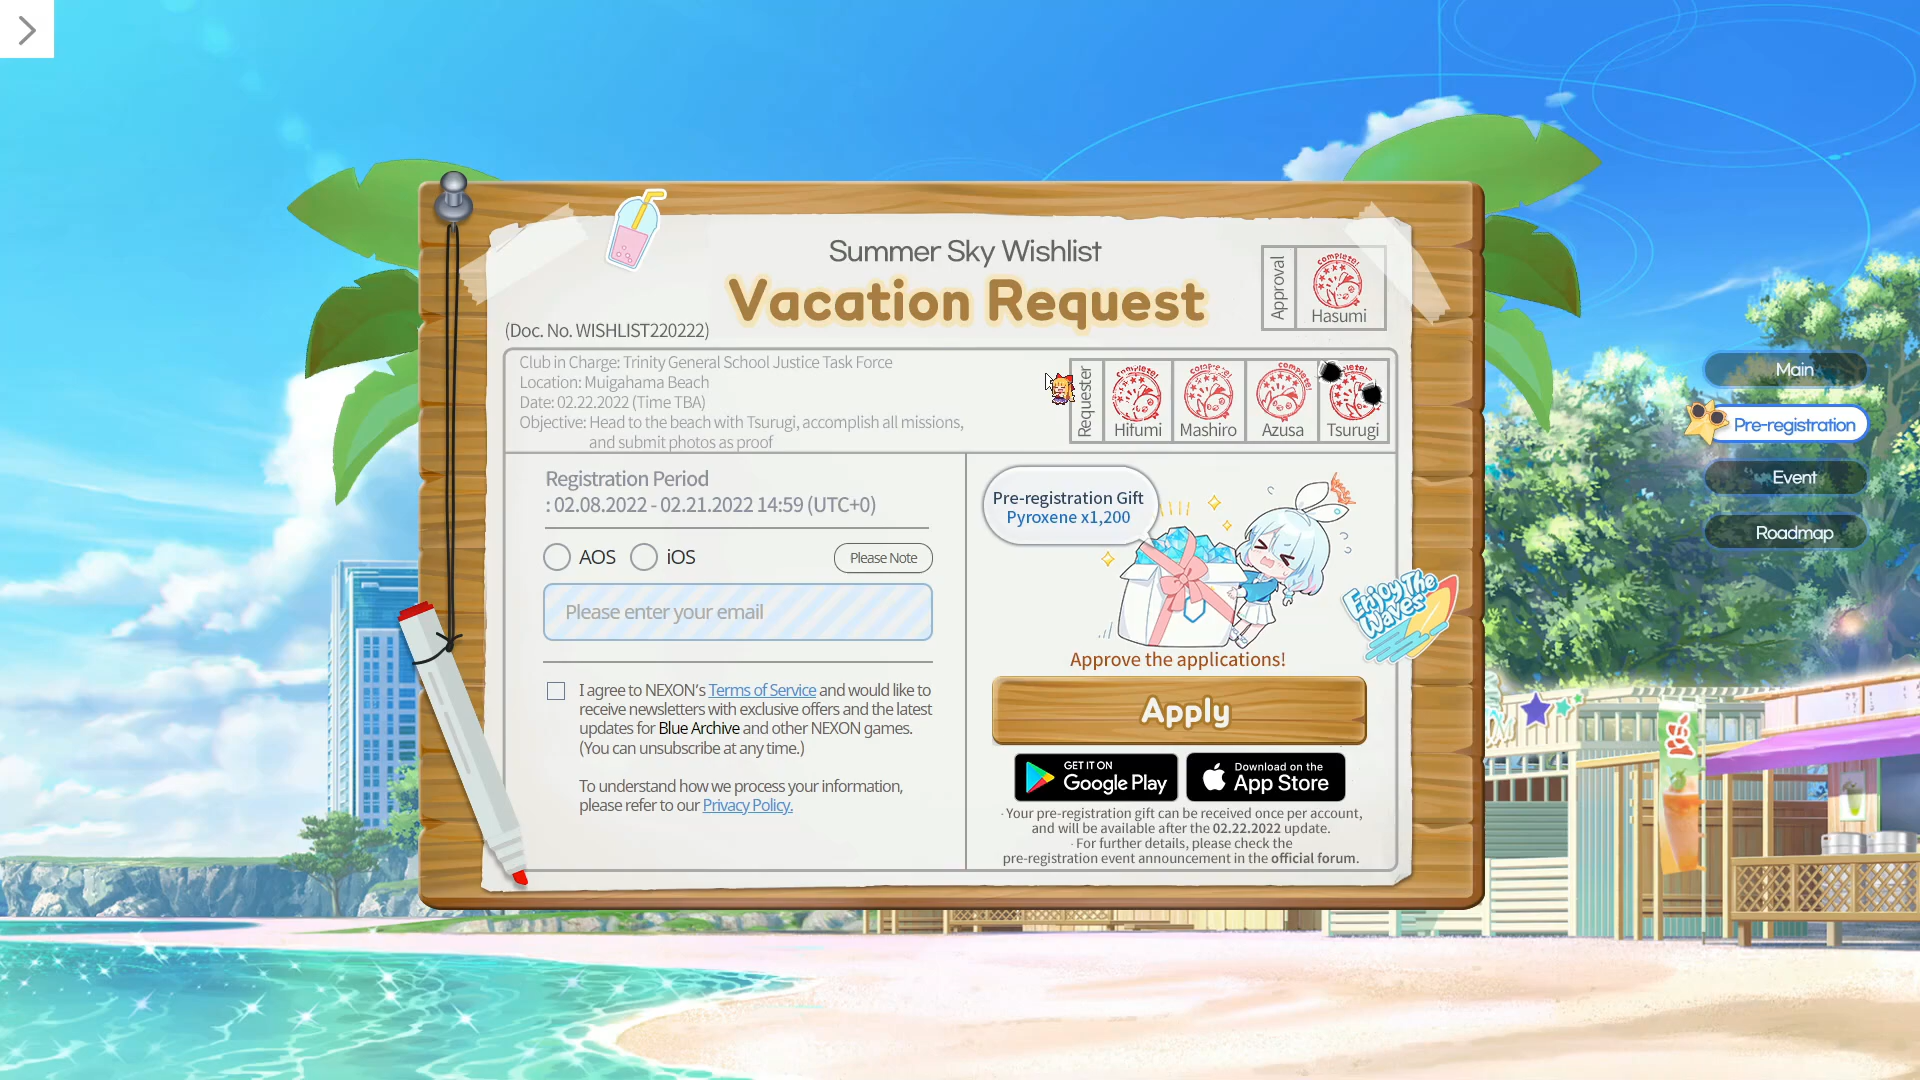 Summer Sky Wishlist
Vacation Request
(Doc. No. WISHLIST220222)
Approval
complete!
Hasumi
Club in Charge: Trinity General School Justice Task Force
Location: Muigahama Beach
Date: 02.22.2022 (Time TBA)
Objective: Head to the beach with Tsurugi, accomplish all missions,
and submit photos as proof
Requester
complete!
Hifumi
complete!
Mashiro
complete!
Azusa
Tsurugi
Registration Period
: 02.08.2022 - 02.21.2022 14:59 (UTC+0)
AOS
iOS
Please Note
Please enter your email
I agree to NEXON's Terms of Service and would like to
receive newsletters with exclusive offers and the latest
updates for Blue Archive and other NEXON games.
(You can unsubscribe at any time.)
To understand how we process your information,
please refer to our Privacy Policy.
Pre-registration Gift
Pyroxene x1,200
Enjoy The
Waves
Approve the applications!
Apply
GET IT ON
Google Play
Download on the
App Store
· Your pre-registration gift can be received once per account,
and will be available after the 02.22.2022 update.
· For further details, please check the
pre-registration event announcement in the official forum.
Main
Pre-registration
Event
Roadmap